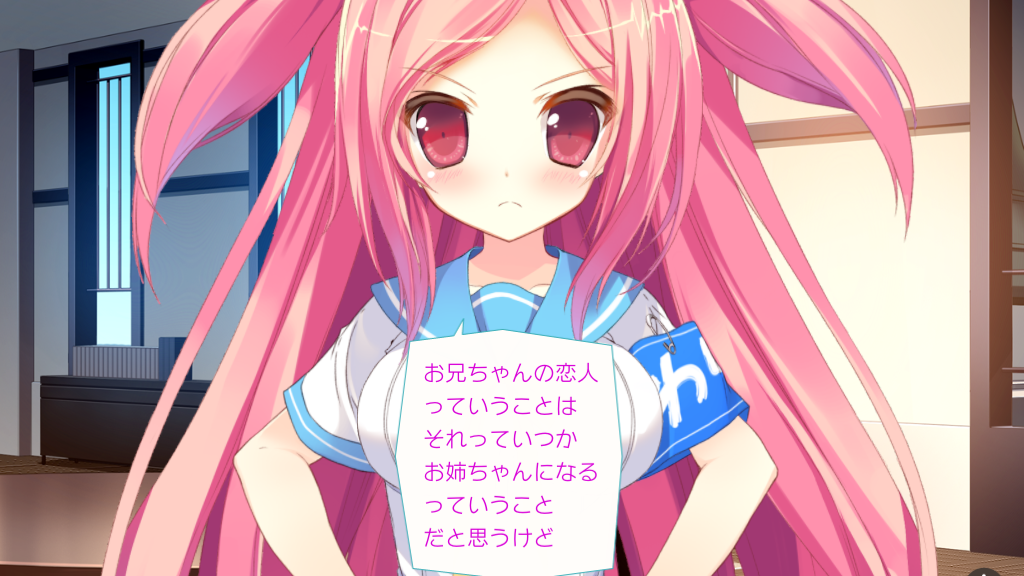 お兄ちゃんの恋人
っていうことは
それっていつか
お姉ちゃんになる
っていうこと
だと思うけど
わ